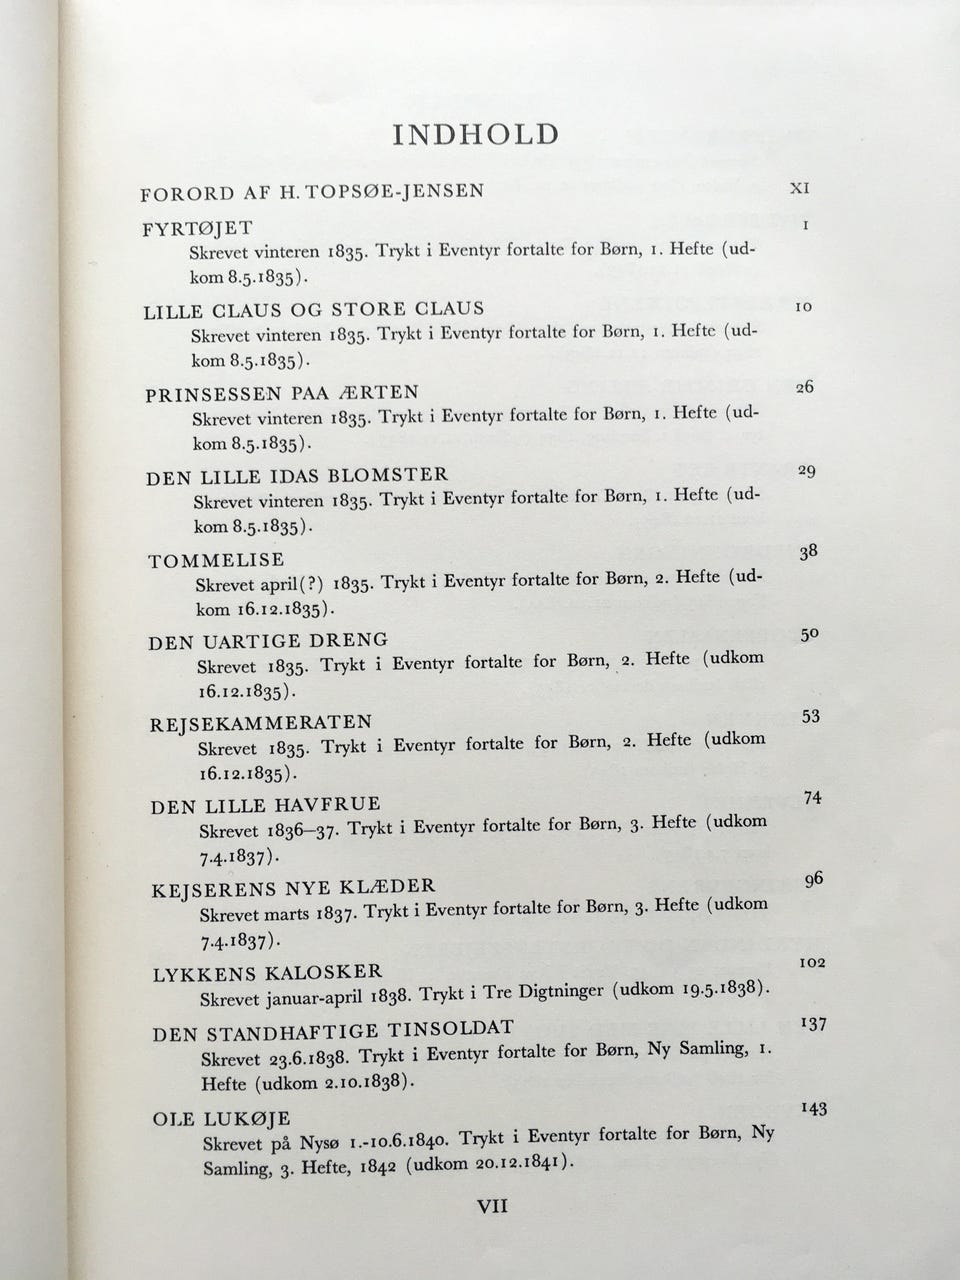 INDHOLD
FORORD AF H. TOPSØE-JENSEN XI
FYRTØJET 1
Skrevet vinteren 1835. Trykt i Eventyr fortalte for Børn, 1. Hefte (ud-
kom 8.5.1835).
LILLE CLAUS OG STORE CLAUS 10
Skrevet vinteren 1835. Trykt i Eventyr fortalte for Børn, 1. Hefte (ud-
kom 8.5.1835).
PRINSESSEN PAA ÆRTEN 26
Skrevet vinteren 1835. Trykt i Eventyr fortalte for Børn, 1. Hefte (ud-
kom 8.5.1835).
DEN LILLE IDAS BLOMSTER 29
Skrevet vinteren 1835. Trykt i Eventyr fortalte for Børn, 1. Hefte (ud-
kom 8.5.1835).
TOMMELISE 38
Skrevet april(?) 1835. Trykt i Eventyr fortalte for Børn, 2. Hefte (ud-
kom 16.12.1835).
DEN UARTIGE DRENG 50
Skrevet 1835. Trykt i Eventyr fortalte for Børn, 2. Hefte (udkom
16.12.1835).
REJSEKAMMERATEN 53
Skrevet 1835. Trykt i Eventyr fortalte for Børn, 2. Hefte (udkom
16.12.1835).
DEN LILLE HAVFRUE 74
Skrevet 1836–37. Trykt i Eventyr fortalte for Børn, 3. Hefte (udkom
7.4.1837).
KEJSERENS NYE KLÆDER 96
Skrevet marts 1837. Trykt i Eventyr fortalte for Børn, 3. Hefte (udkom
7.4.1837).
LYKKENS KALOSKER 102
Skrevet januar-april 1838. Trykt i Tre Digtninger (udkom 19.5.1838).
DEN STANDHAFTIGE TINSOLDAT 137
Skrevet 23.6.1838. Trykt i Eventyr fortalte for Børn, Ny Samling, 1.
Hefte (udkom 2.10.1838).
OLE LUKØJE 143
Skrevet på Nysø 1.-10.6.1840. Trykt i Eventyr fortalte for Børn, Ny
Samling, 3. Hefte, 1842 (udkom 20.12.1841).
VII